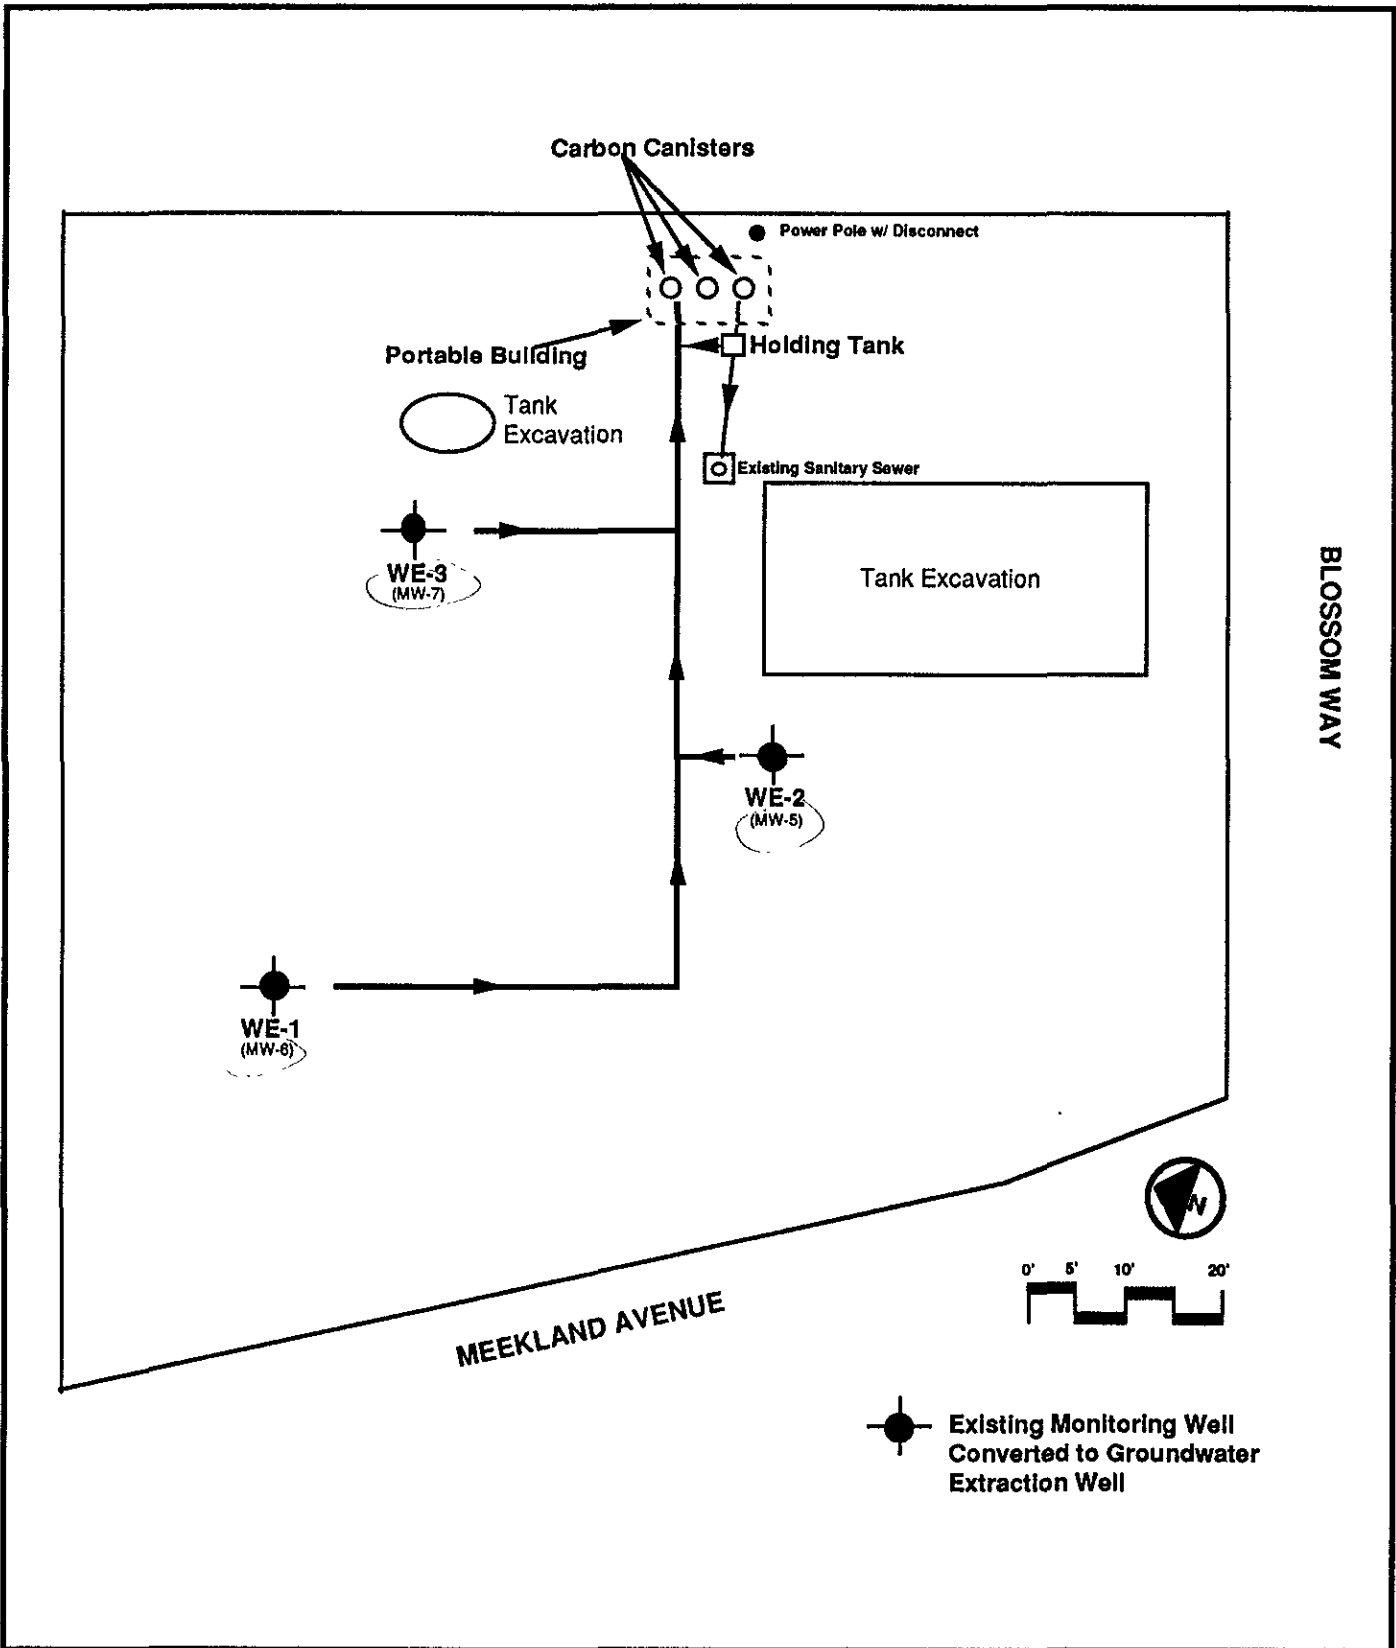 Carbon Canisters
Power Pole w/ Disconnect
Portable Building
Holding Tank
Tank
Excavation
Existing Sanitary Sewer
WE-3
(MW-7)
Tank Excavation
BLOSSOM WAY
WE-2
(MW-5)
WE-1
(MW-6)
N
0' 5' 10' 20'
MEEKLAND AVENUE
Existing Monitoring Well
Converted to Groundwater
Extraction Well